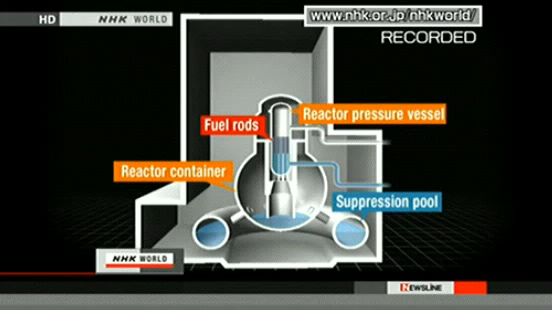 HD NHK WORLD
www.nhk.or.jp/nhkworld/
RECORDED
Reactor pressure vessel
Fuel rods
Reactor container
Suppression pool
NHK WORLD
NEWSLINE